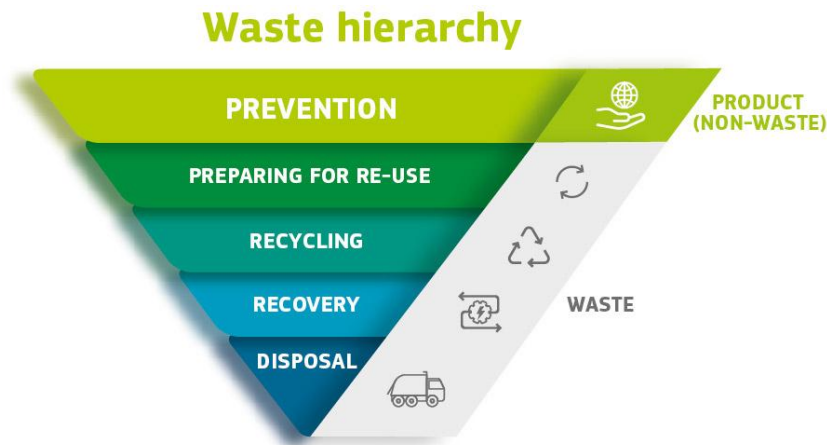 Waste hierarchy
PREVENTION
PRODUCT
(NON-WASTE)
PREPARING FOR RE-USE
RECYCLING
RECOVERY
WASTE
DISPOSAL